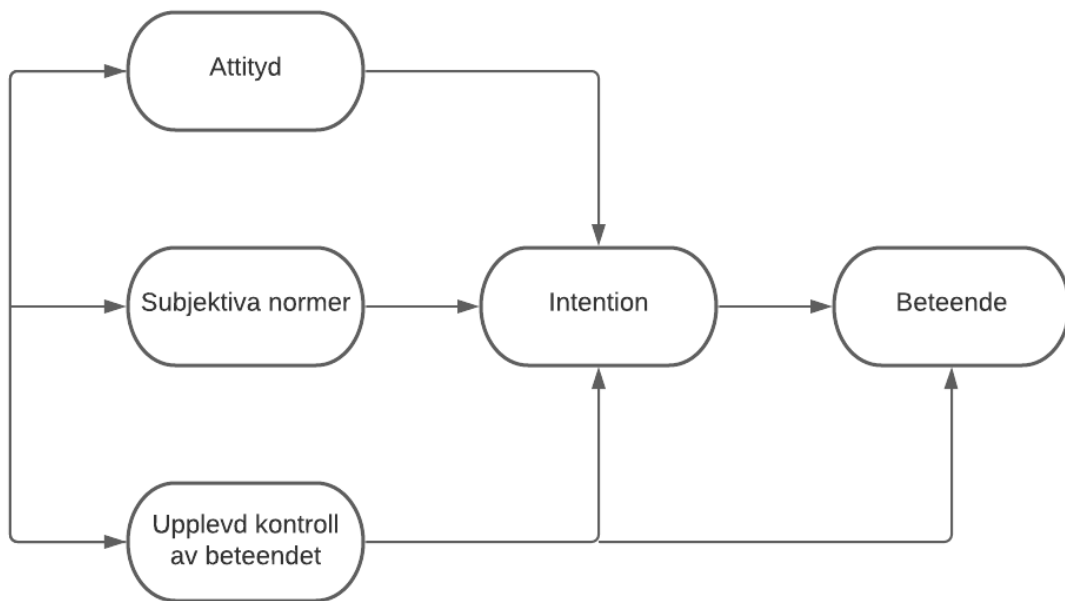 Attityd
Subjektiva normer
Intention
Beteende
Upplevd kontroll
av beteendet